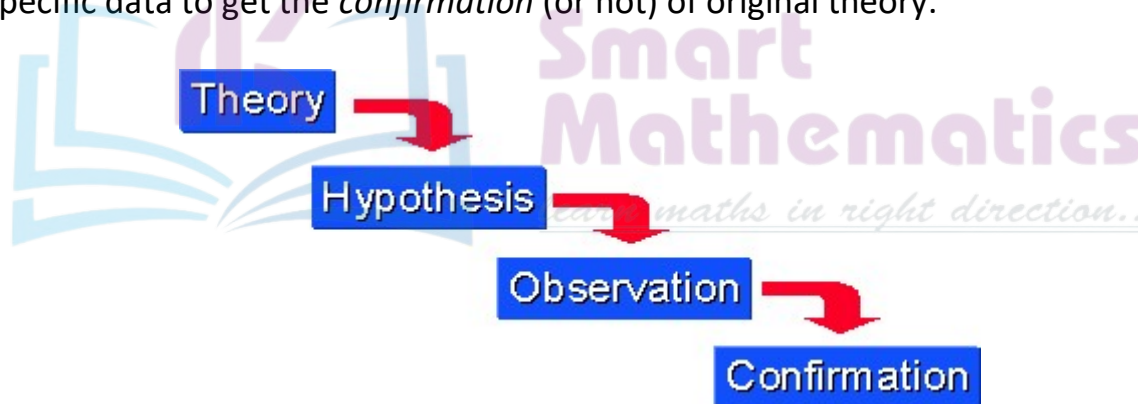 pecific data to get the confirmation (or not) of original theory.
Smart
Mathematics
learn maths in right direction..
Theory
Hypothesis
Observation
Confirmation